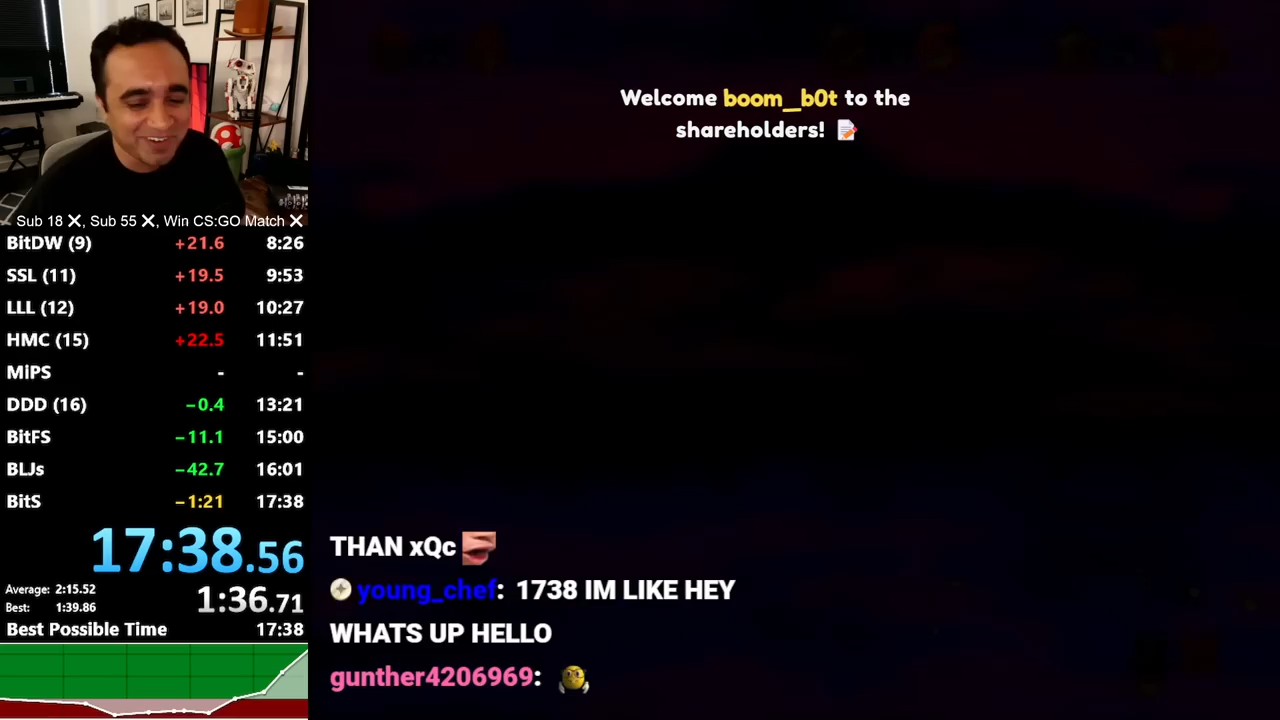 Welcome boom_b0t to the
shareholders!
Sub 18 ❌, Sub 55 ❌, Win CS:GO Match ❌
BitDW (9) +21.6 8:26
SSL (11) +19.5 9:53
LLL (12) +19.0 10:27
HMC (15) +22.5 11:51
MiPS - -
DDD (16) −0.4 13:21
BitFS −11.1 15:00
BLJs −42.7 16:01
BitS −1:21 17:38
17:38.56
Average: 2:15.52
Best: 1:39.86
1:36.71
Best Possible Time 17:38
THAN xQc
young_chef: 1738 IM LIKE HEY
WHATS UP HELLO
gunther4206969: